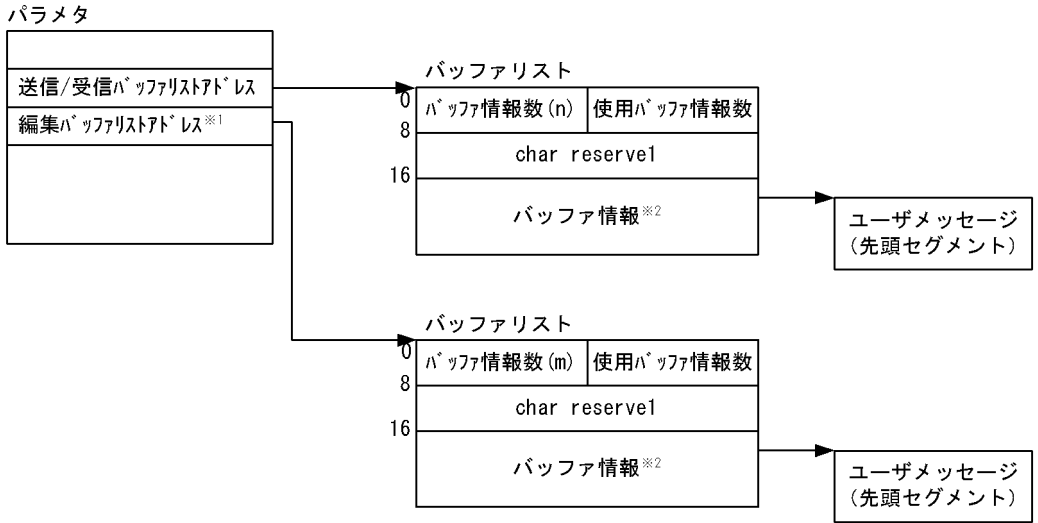 パラメタ
送信/受信ﾊﾞｯﾌｧﾘｽﾄｱﾄﾞﾚｽ
編集ﾊﾞｯﾌｧﾘｽﾄｱﾄﾞﾚｽ※1
バッファリスト
0
ﾊﾞｯﾌｧ情報数(n) 使用ﾊﾞｯﾌｧ情報数
8
char reserve1
16
バッファ情報※2
ユーザメッセージ
(先頭セグメント)
バッファリスト
0
ﾊﾞｯﾌｧ情報数(m) 使用ﾊﾞｯﾌｧ情報数
8
char reserve1
16
バッファ情報※2
ユーザメッセージ
(先頭セグメント)